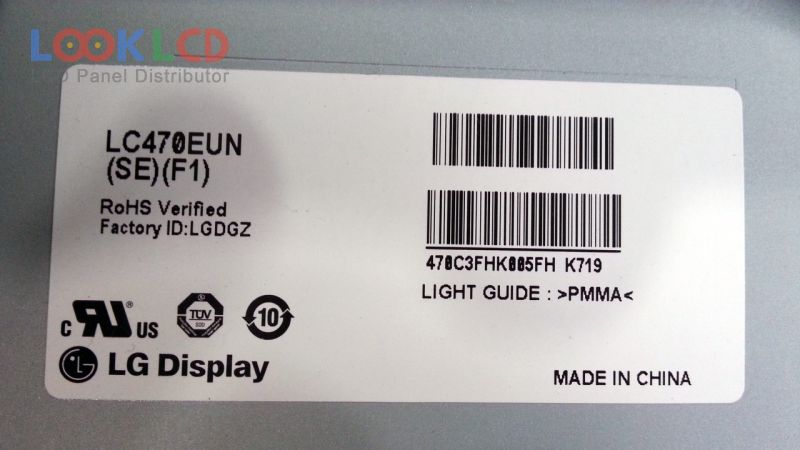 LOOKLCD
Panel Distributor
LC470EUN
(SE)(F1)
RoHS Verified
Factory ID:LGDGZ
470C3FHK005FH K719
LIGHT GUIDE : >PMMA<
C RU® US
TÜV
10
LG Display
MADE IN CHINA